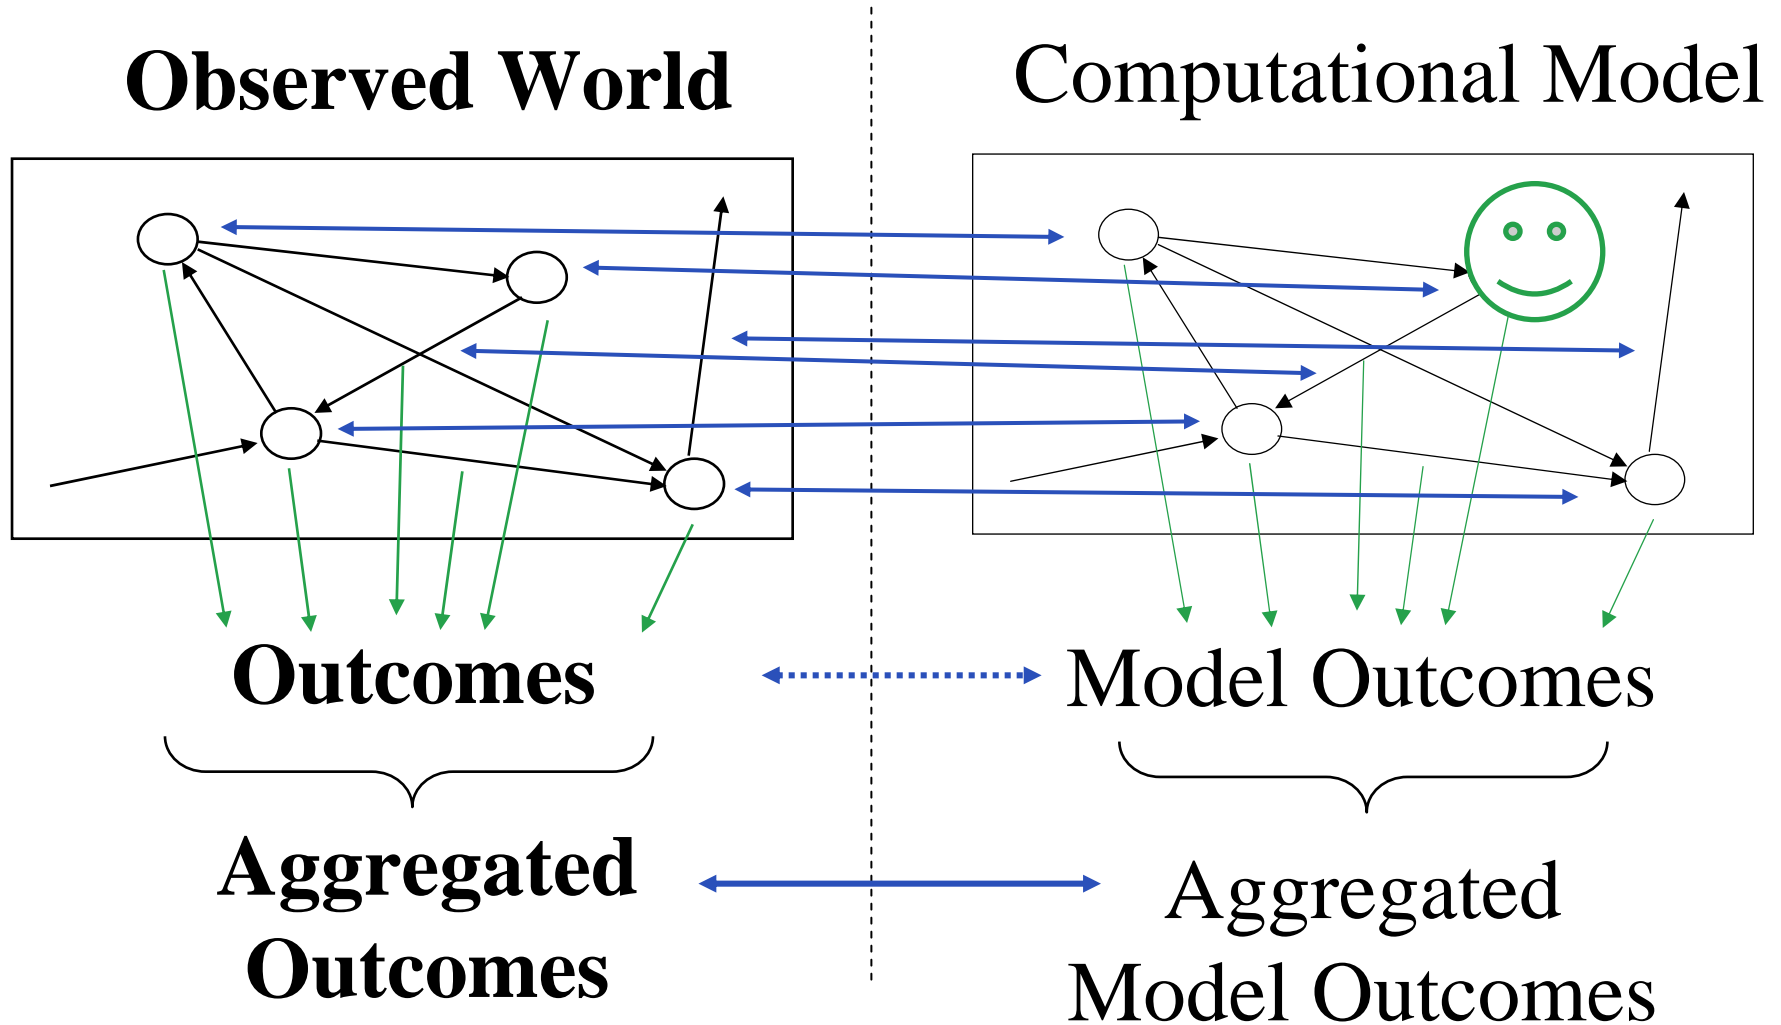 Observed World
Computational Model
Outcomes
Model Outcomes
Aggregated
Outcomes
Aggregated
Model Outcomes